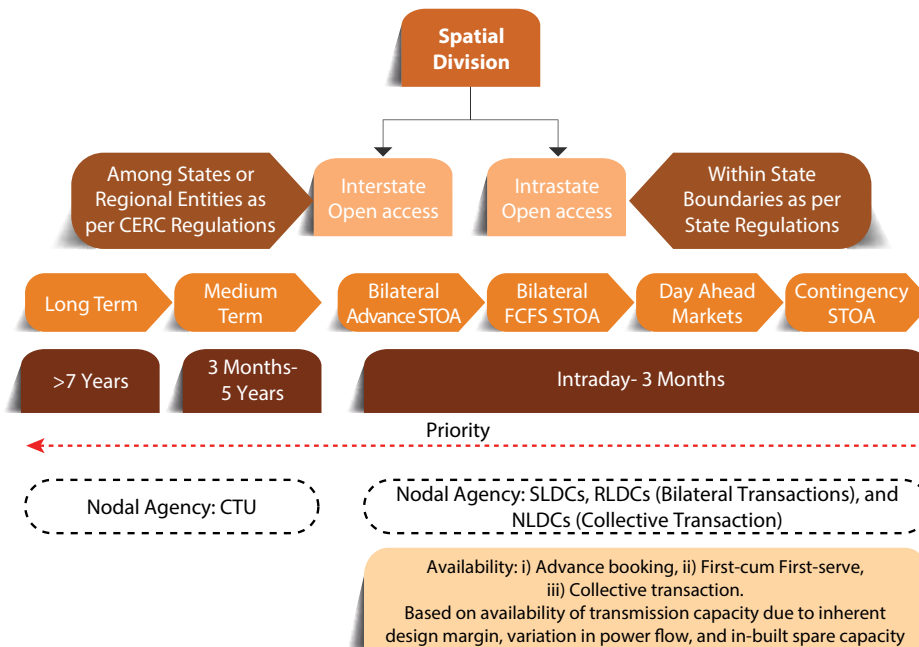 Spatial
Division
Among States or
Regional Entities as
per CERC Regulations
Interstate
Open access
Intrastate
Open access
Within State
Boundaries as per
State Regulations
Long Term
Medium
Term
Bilateral
Advance STOA
Bilateral
FCFS STOA
Day Ahead
Markets
Contingency
STOA
>7 Years
3 Months-
5 Years
Intraday- 3 Months
Priority
Nodal Agency: CTU
Nodal Agency: SLDCs, RLDCs (Bilateral Transactions), and
NLDCs (Collective Transaction)
Availability: i) Advance booking, ii) First-cum First-serve,
iii) Collective transaction.
Based on availability of transmission capacity due to inherent
design margin, variation in power flow, and in-built spare capacity